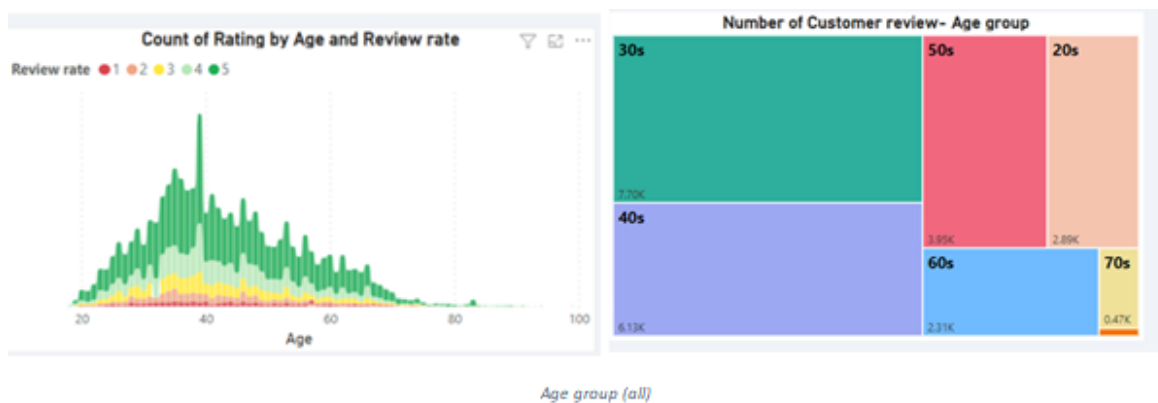 Count of Rating by Age and Review rate
Review rate 1 2 3 4 5
20 40 60 80 100
Age
Number of Customer review- Age group
30s
7.70K
40s
6.13K
50s
3.95K
20s
2.89K
60s
2.31K
70s
0.47K
Age group (all)